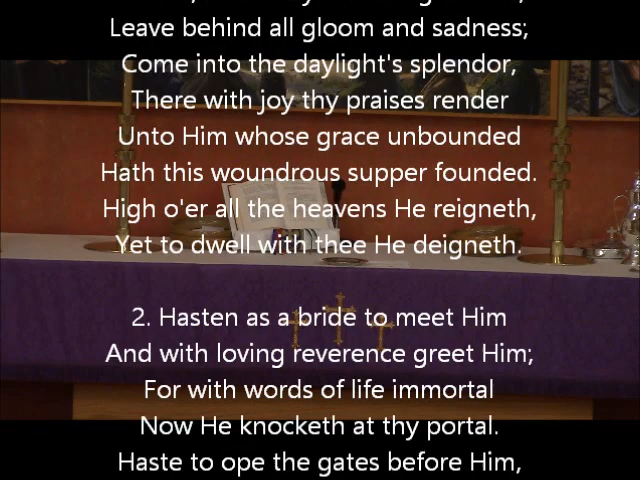 Leave behind all gloom and sadness;
Come into the daylight's splendor,
There with joy thy praises render
Unto Him whose grace unbounded
Hath this woundrous supper founded.
High o'er all the heavens He reigneth,
Yet to dwell with thee He deigneth.
2. Hasten as a bride to meet Him
And with loving reverence greet Him;
For with words of life immortal
Now He knocketh at thy portal.
Haste to ope the gates before Him,